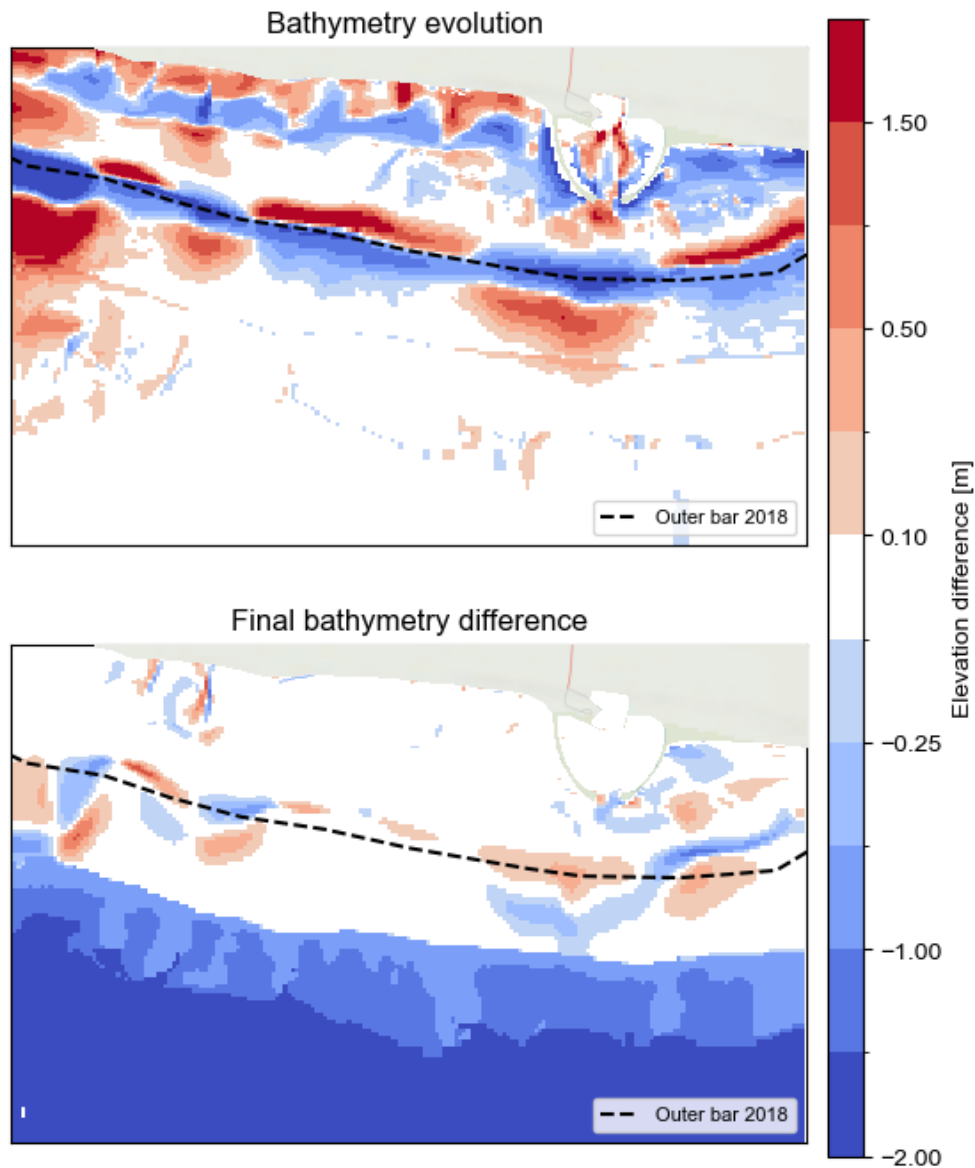 Bathymetry evolution
Outer bar 2018
Final bathymetry difference
Outer bar 2018
1.50
0.50
0.10
−0.25
−1.00
−2.00
Elevation difference [m]